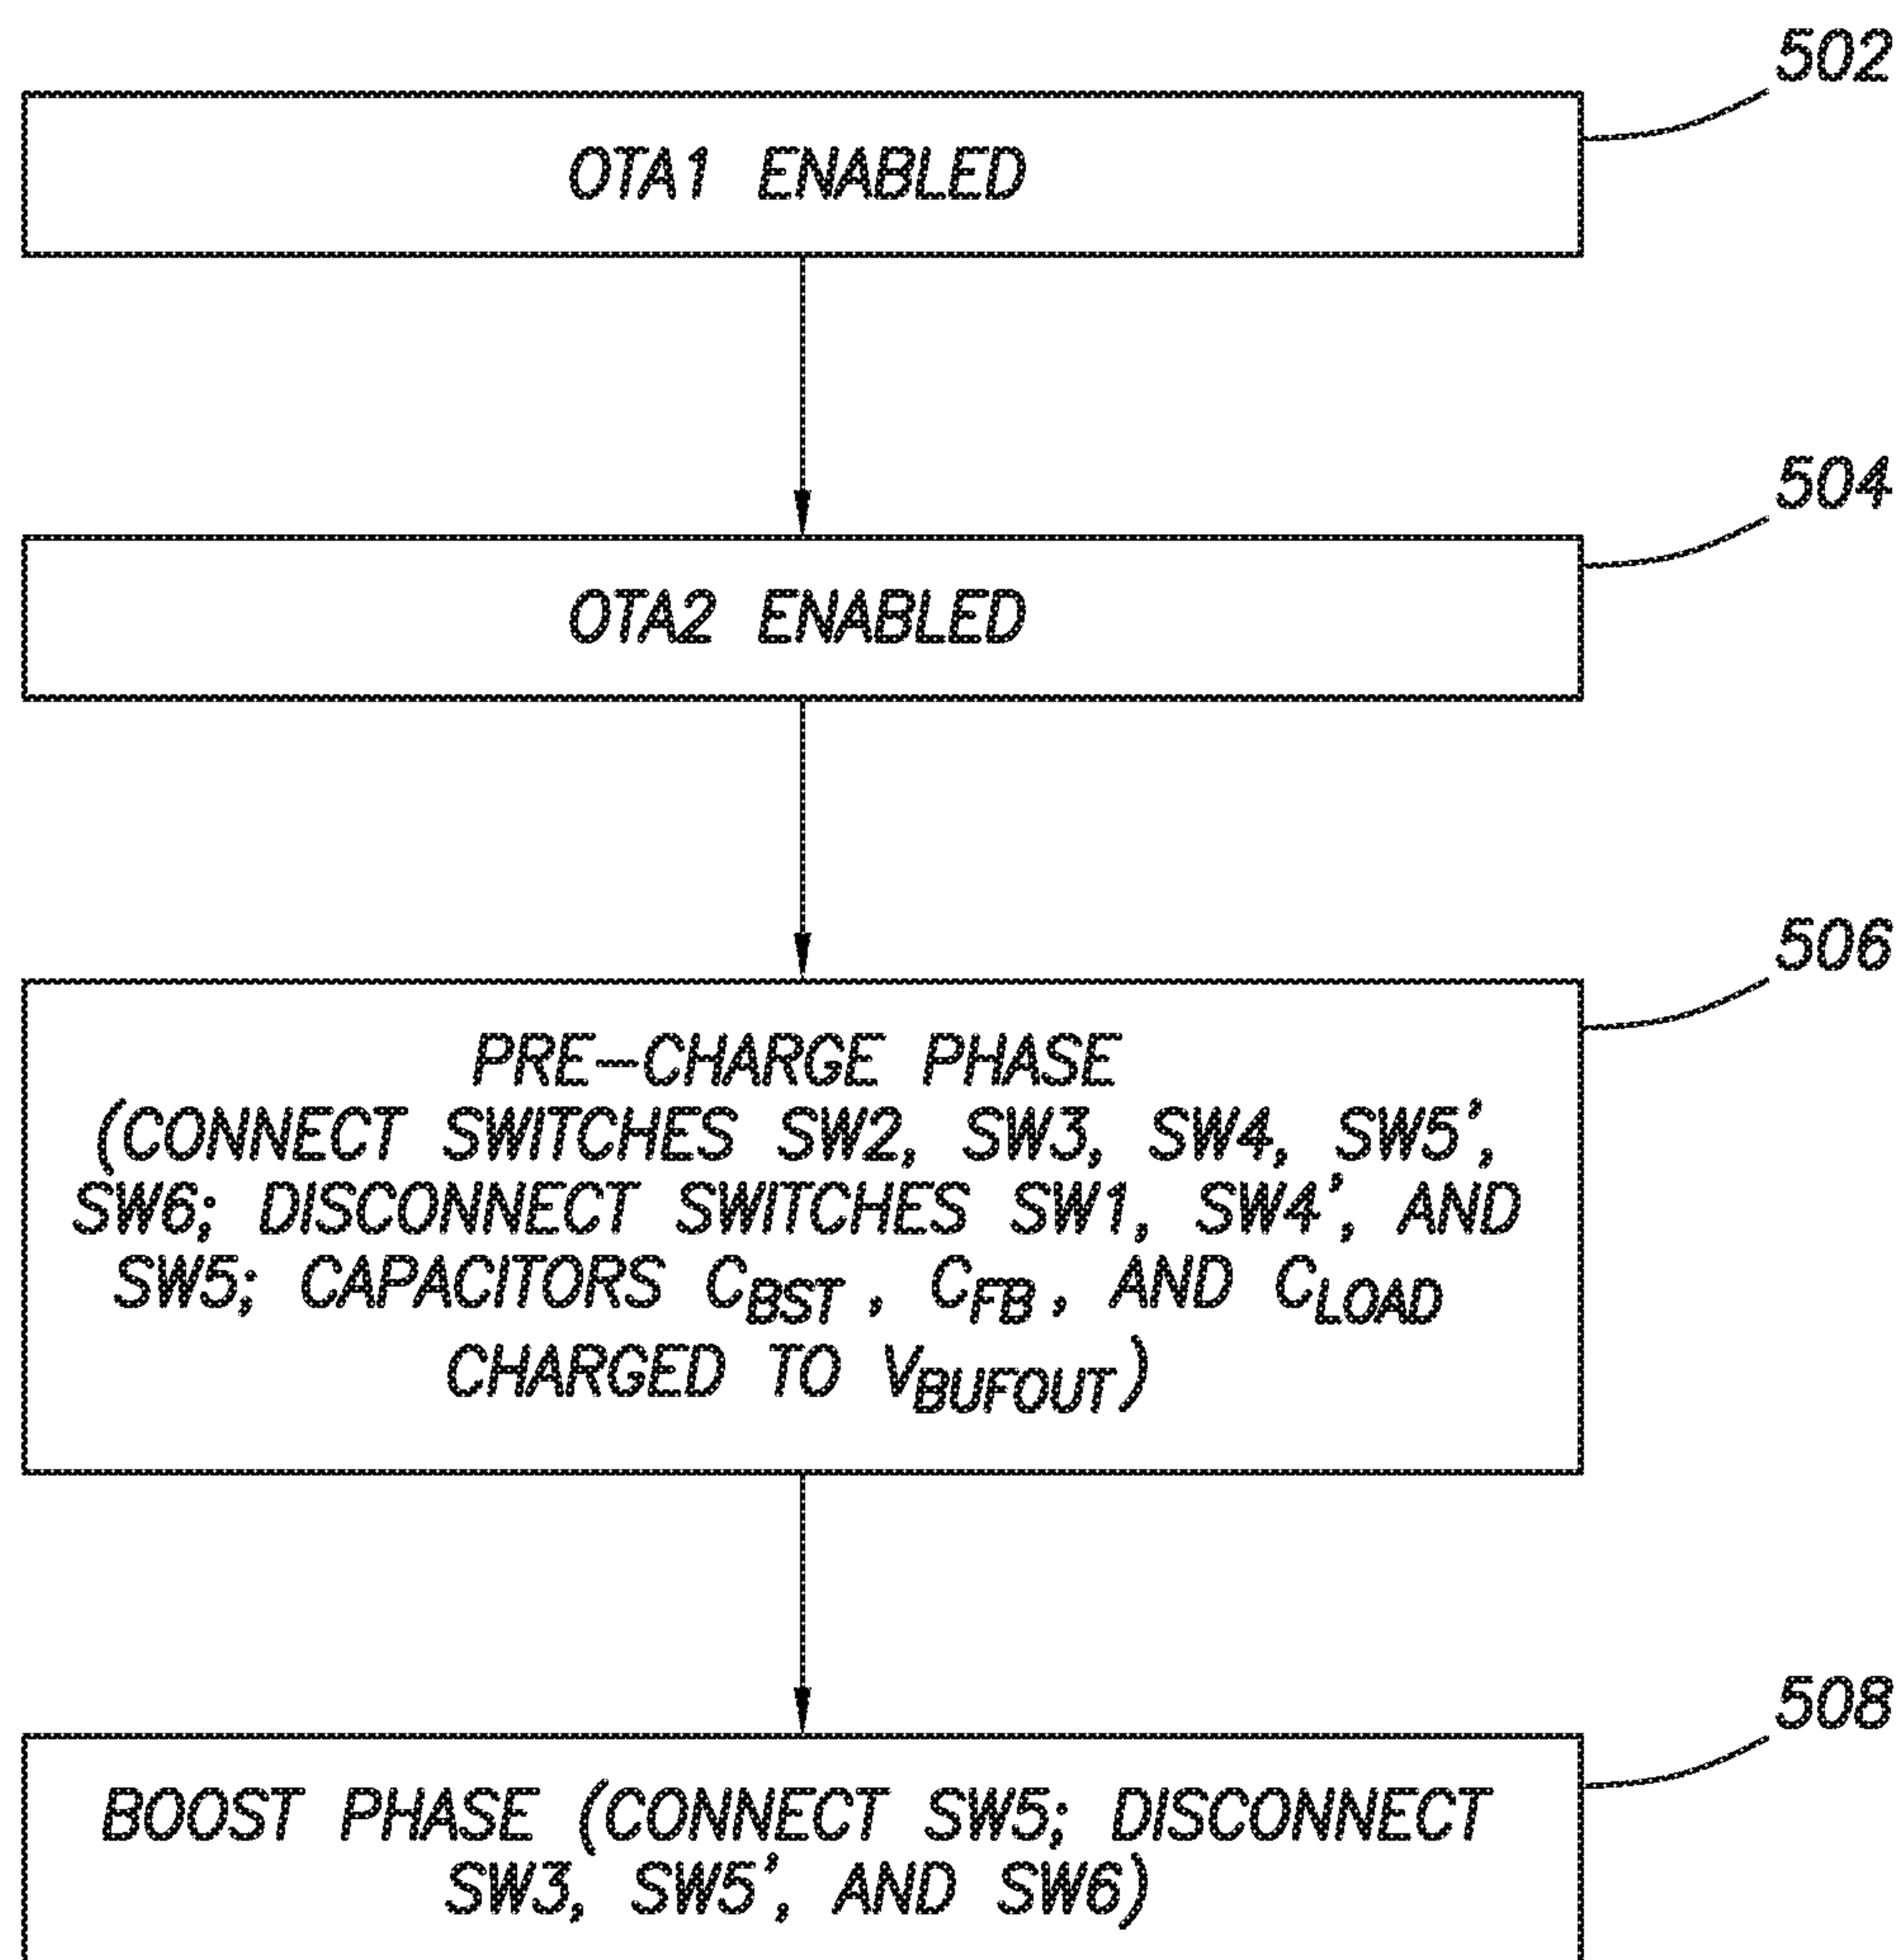 502
OTA1 ENABLED
504
OTA2 ENABLED
506
PRE-CHARGE PHASE
(CONNECT SWITCHES SW2, SW3, SW4, SW5',
SW6; DISCONNECT SWITCHES SW1, SW4', AND
SW5; CAPACITORS CBST, CFB, AND CLOAD
CHARGED TO VBUFOUT)
508
BOOST PHASE (CONNECT SW5; DISCONNECT
SW3, SW5', AND SW6)